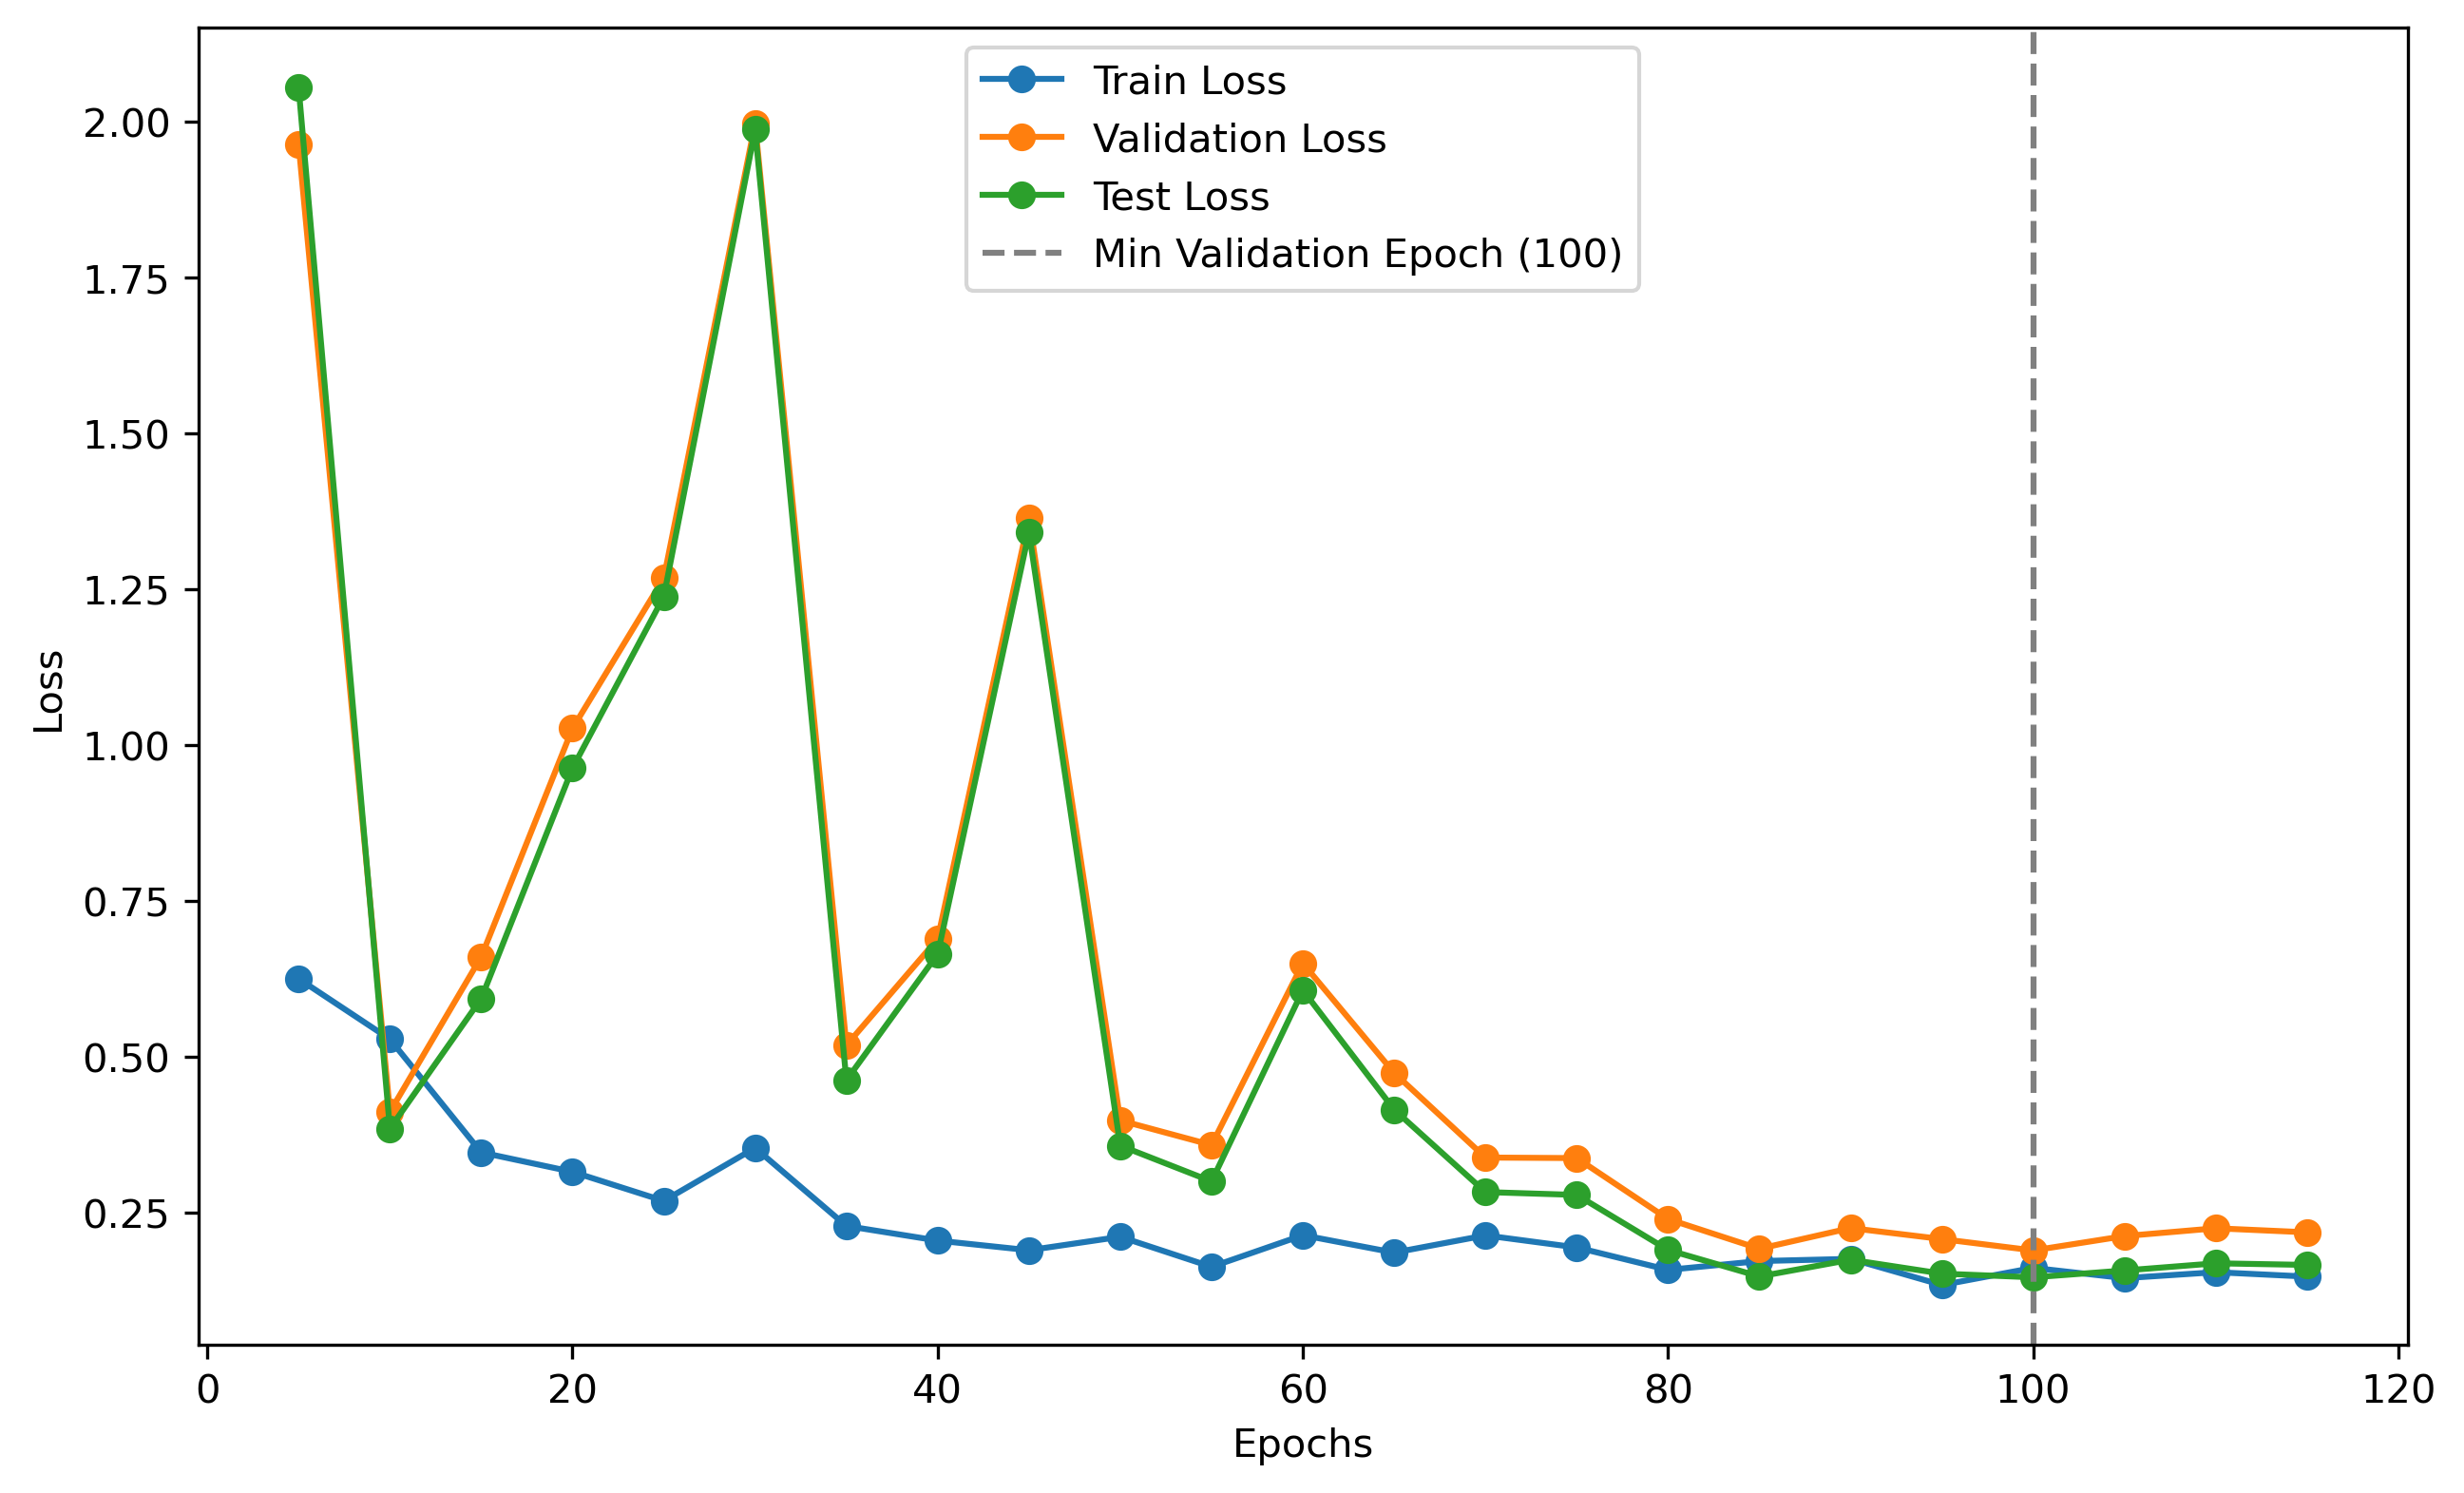 Train Loss
Validation Loss
Test Loss
Min Validation Epoch (100)
2.00
1.75
1.50
1.25
1.00
0.75
0.50
0.25
Loss
0 20 40 60 80 100 120
Epochs